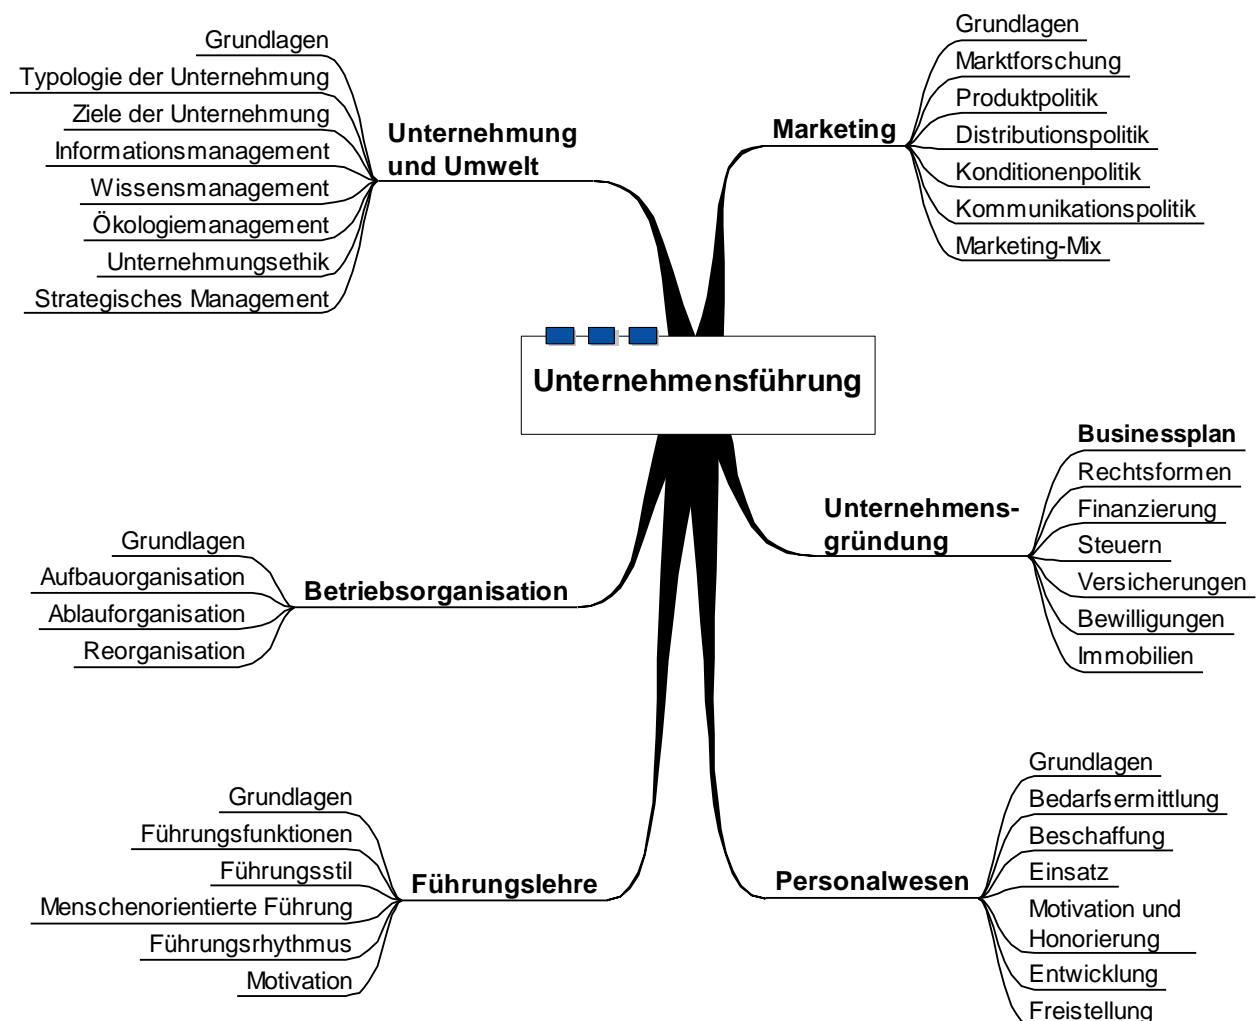 Unternehmensführung
Unternehmung
und Umwelt
Grundlagen
Typologie der Unternehmung
Ziele der Unternehmung
Informationsmanagement
Wissensmanagement
Ökologiemanagement
Unternehmungsethik
Strategisches Management
Marketing
Grundlagen
Marktforschung
Produktpolitik
Distributionspolitik
Konditionenpolitik
Kommunikationspolitik
Marketing-Mix
Unternehmens-
gründung
Businessplan
Rechtsformen
Finanzierung
Steuern
Versicherungen
Bewilligungen
Immobilien
Betriebsorganisation
Grundlagen
Aufbauorganisation
Ablauforganisation
Reorganisation
Führungslehre
Grundlagen
Führungsfunktionen
Führungsstil
Menschenorientierte Führung
Führungsrhythmus
Motivation
Personalwesen
Grundlagen
Bedarfsermittlung
Beschaffung
Einsatz
Motivation und
Honorierung
Entwicklung
Freistellung